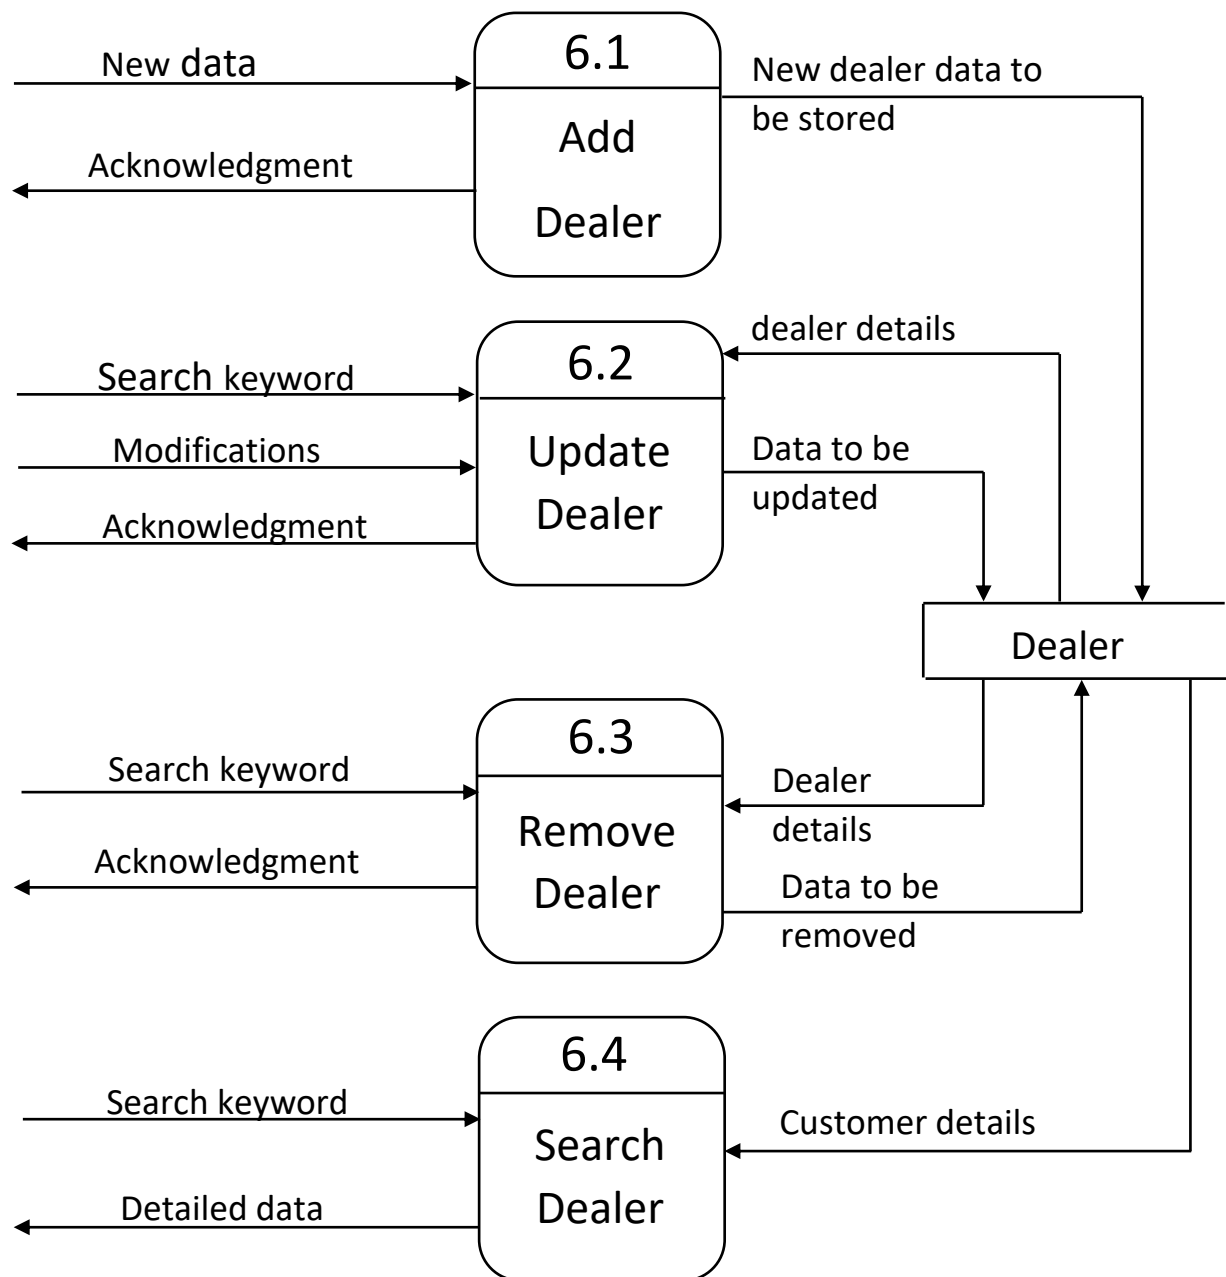 New data
6.1
Add
Dealer
New dealer data to
be stored
Acknowledgment
dealer details
Search keyword
6.2
Update
Dealer
Modifications
Data to be
updated
Acknowledgment
Dealer
6.3
Remove
Dealer
Search keyword
Dealer
details
Acknowledgment
Data to be
removed
6.4
Search
Dealer
Search keyword
Customer details
Detailed data